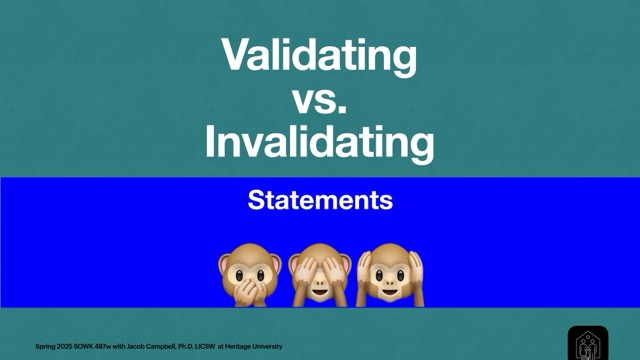 Validating
vs.
Invalidating
Statements
Spring 2025 SOWK 487w with Jacob Campbell, Ph.D. LICSW at Heritage University